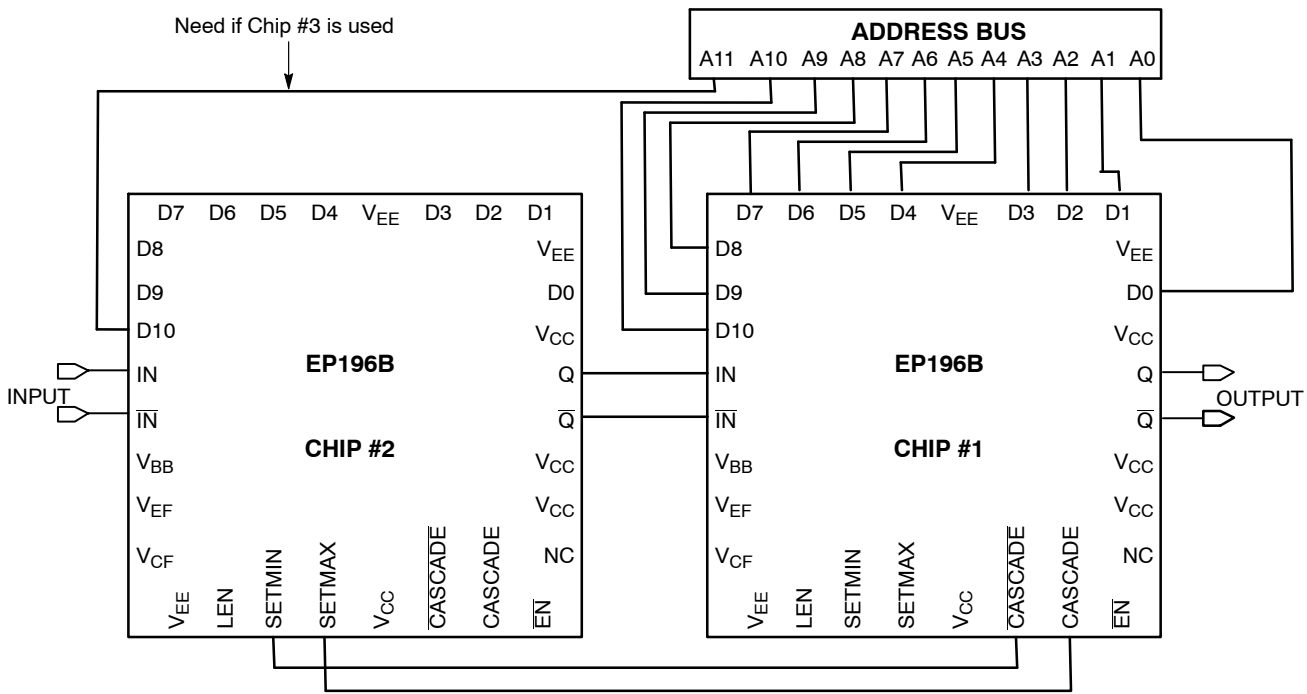 Need if Chip #3 is used
ADDRESS BUS
A11 A10 A9 A8 A7 A6 A5 A4 A3 A2 A1 A0
D7 D6 D5 D4 VEE D3 D2 D1
D8
VEE
D9
D0
D10
VCC
EP196B
IN
Q
INPUT
IN
Q
CHIP #2
VBB
VCC
VEF
VCC
VCF
NC
VEE
LEN
SETMIN
SETMAX
VCC
CASCADE
CASCADE
EN
D7 D6 D5 D4 VEE D3 D2 D1
D8
VEE
D9
D0
D10
VCC
EP196B
IN
Q
OUTPUT
IN
Q
CHIP #1
VBB
VCC
VEF
VCC
VCF
NC
VEE
LEN
SETMIN
SETMAX
VCC
CASCADE
CASCADE
EN